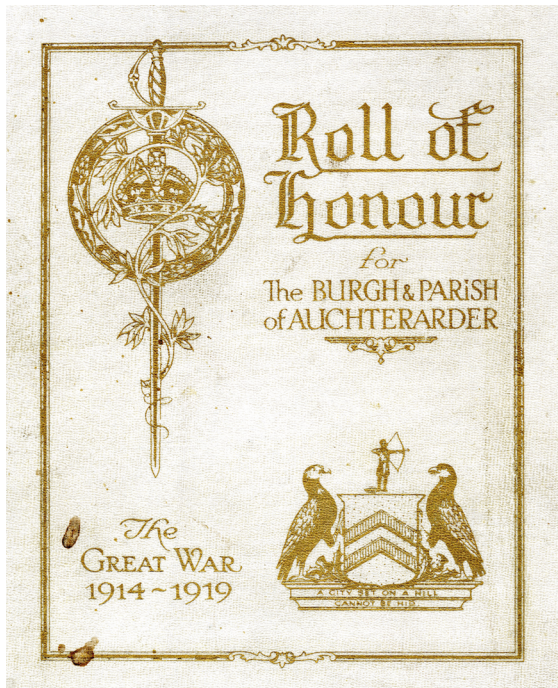 Roll of
Honour
for
The BURGH & PARiSH
of AUCHTERARDER
The
GREAT WAR
1914~1919
A CITY SET ON A HILL
CANNOT BE HID.